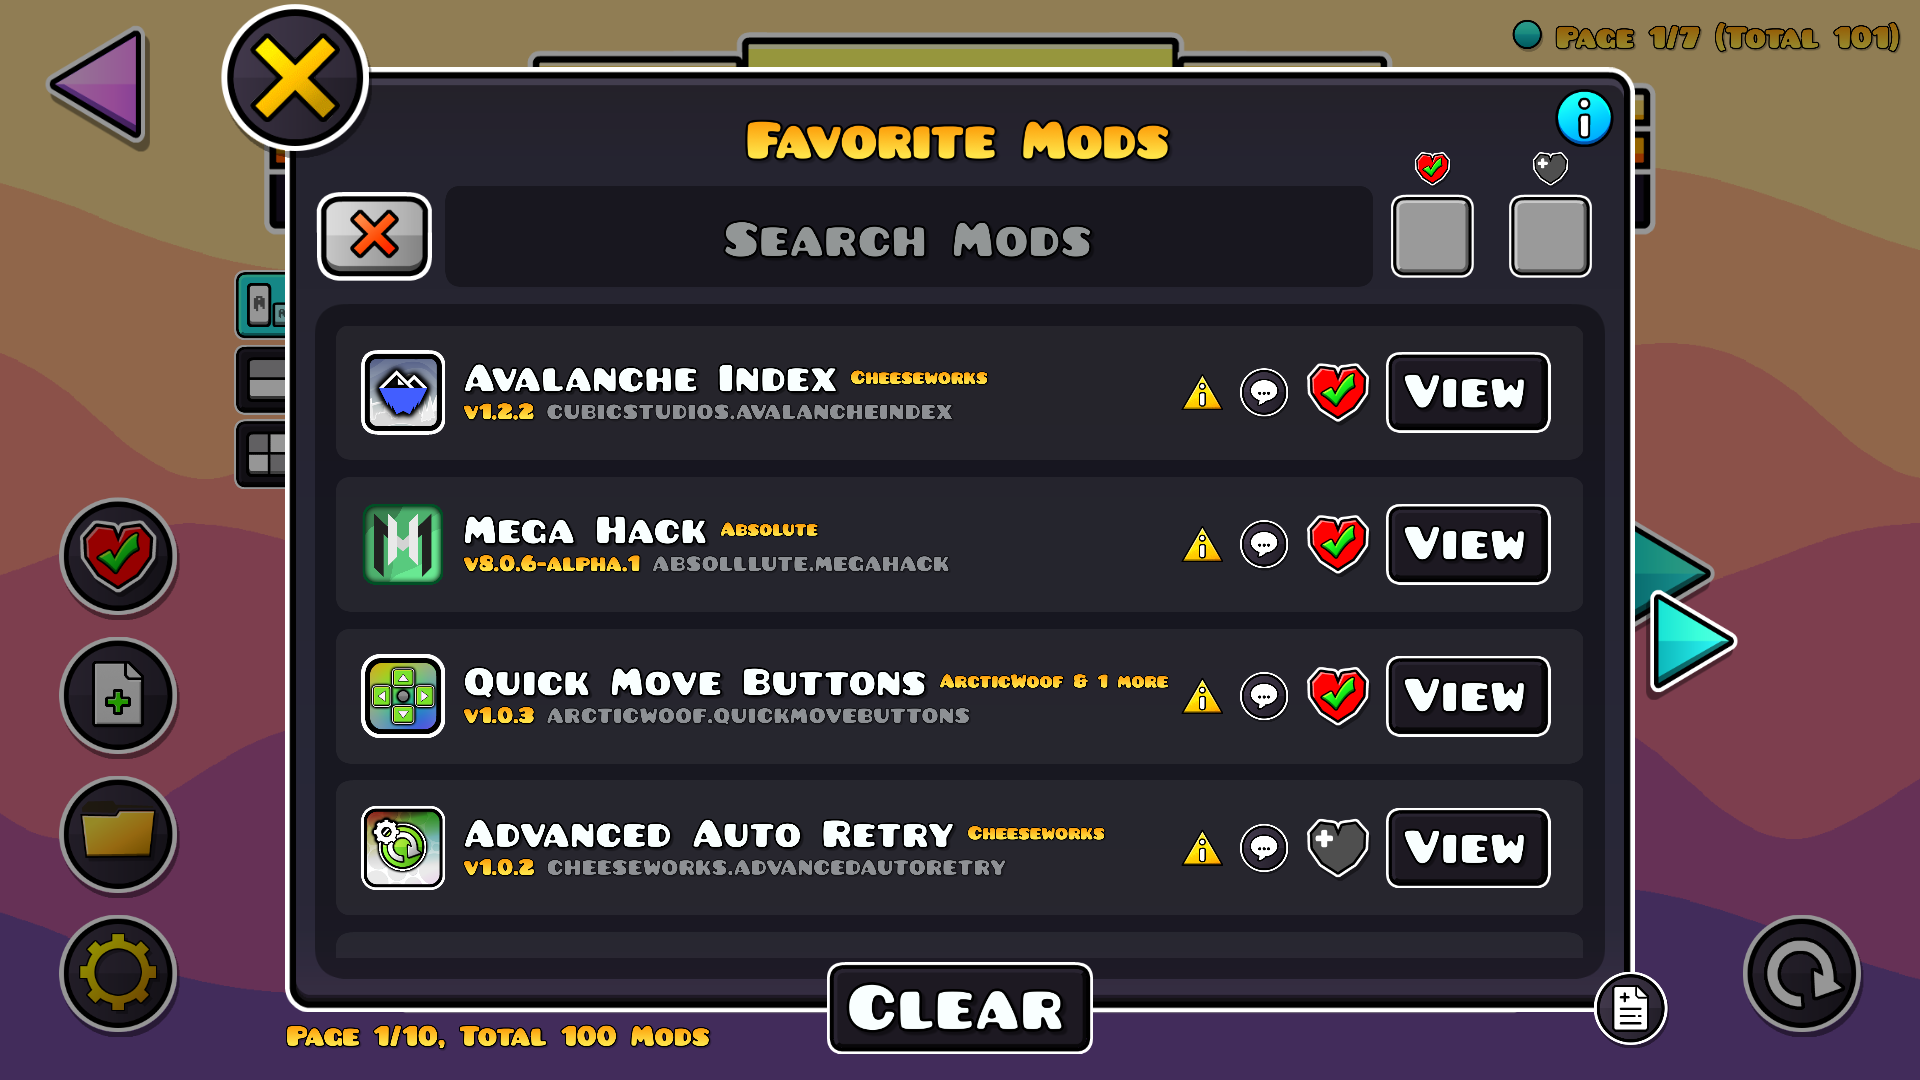 Page 1/7 (Total 101)
Favorite Mods
Search Mods
Avalanche Index Cheeseworks
v1.2.2 cubicstudios.avalancheindex
View
Mega Hack Absolute
v8.0.6-alpha.1 absolllute.megahack
View
Quick Move Buttons ArcticWoof & 1 more
v1.0.3 arcticwoof.quickmovebuttons
View
Advanced Auto Retry Cheeseworks
v1.0.2 cheeseworks.advancedautoretry
View
Clear
Page 1/10, Total 100 Mods